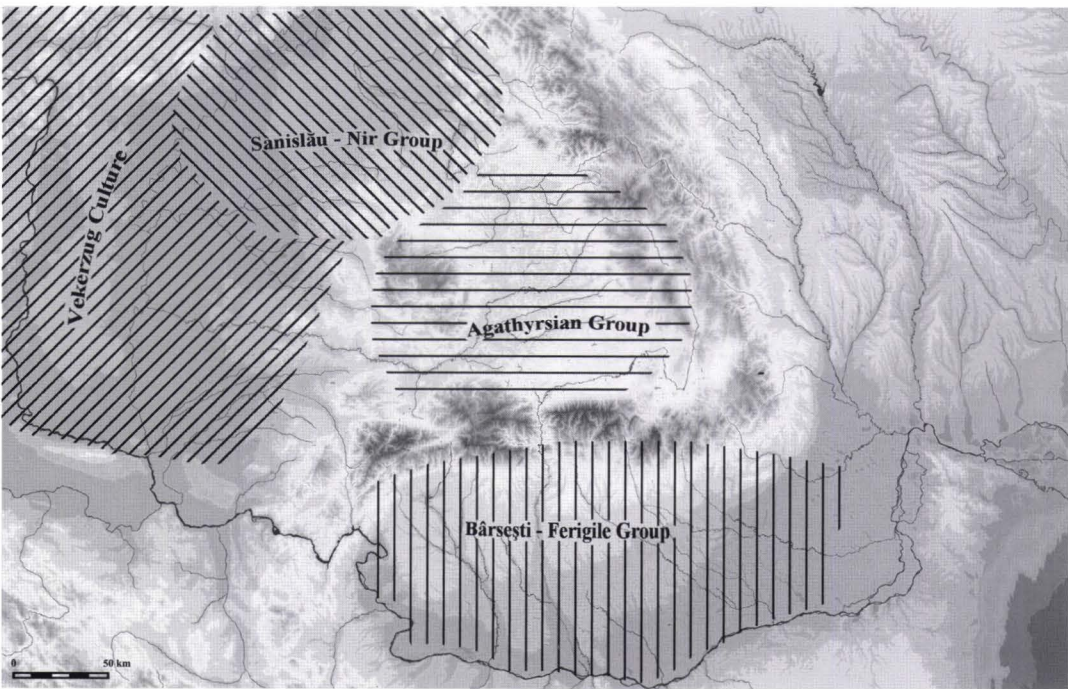 Sanislău - Nir Group
Vekerzug Culture
Agathyrsian Group
Bârsești - Ferigile Group
0 50 km